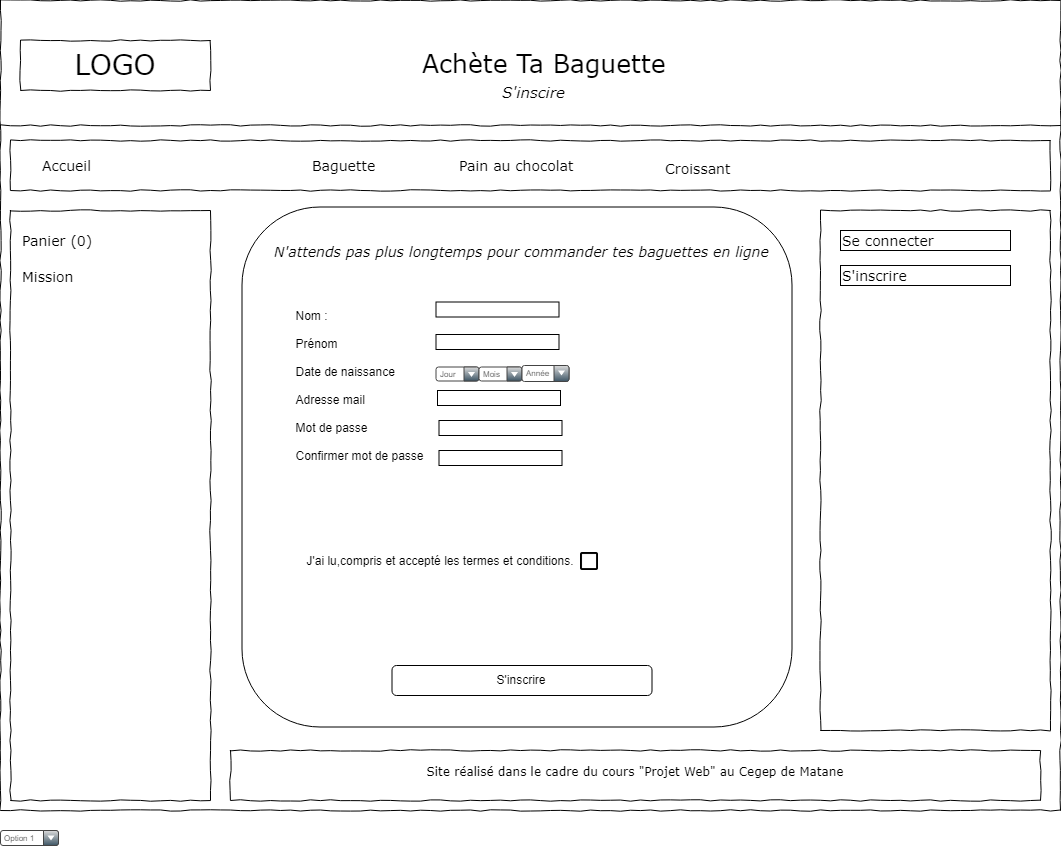 LOGO
Achète Ta Baguette
S'inscire
Accueil
Baguette
Pain au chocolat
Croissant
Panier (0)
Mission
N'attends pas plus longtemps pour commander tes baguettes en ligne
Nom :
Prénom
Date de naissance
Jour
Mois
Année
Adresse mail
Mot de passe
Confirmer mot de passe
J'ai lu,compris et accepté les termes et conditions.
S'inscrire
Se connecter
S'inscrire
Site réalisé dans le cadre du cours "Projet Web" au Cegep de Matane
Option 1